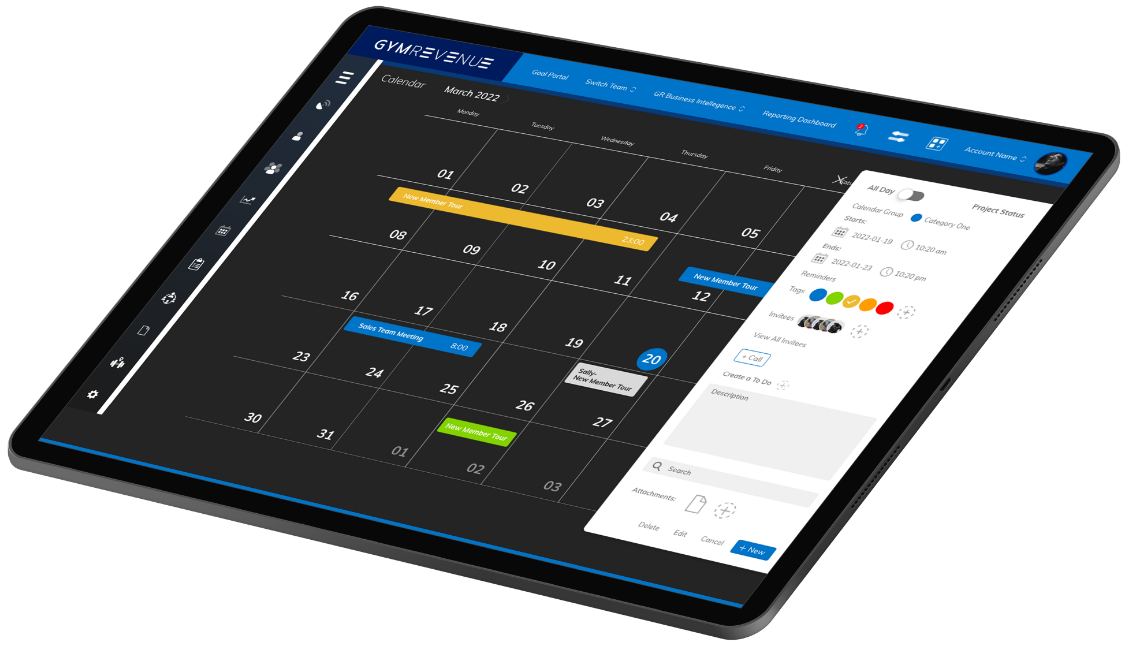 GYMREVENUE
Goal Portal
Switch Team
GR Business Intellegence
Reporting Dashboard
Account Name
Calendar
March 2022
Monday
Tuesday
Wednesday
Thursday
Friday
01
02
03
04
05
New Member Tour
23:00
08
09
10
11
12
New Member Tour
16
17
18
19
20
Sales Team Meeting
8:00
Sally-
New Member Tour
23
24
25
26
27
New Member Tour
30
31
01
02
03
All Day
Project Status
Calendar Group
Category One
Starts:
2022-01-19
10:20 am
Ends:
2022-01-23
10:20 pm
Reminders
Tags
Invitees
View All Invitees
+ Call
Create a To Do
Description
Search
Attachments:
Delete
Edit
Cancel
+ New